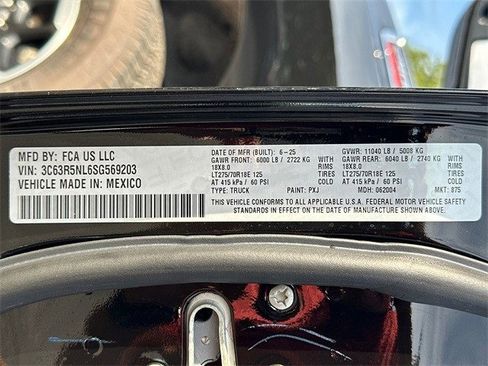 MFD BY: FCA US LLC
VIN: 3C63R5NL6SG569203
VEHICLE MADE IN: MEXICO
DATE OF MFR (BUILT): 6-25 GVWR: 11040 LB / 5008 KG
GAWR FRONT: 6000 LB / 2722 KG WITH GAWR REAR: 6040 LB / 2740 KG WITH
18X8.0 RIMS 18X8.0 RIMS
LT275/70R18E 125 TIRES LT275/70R18E 125 TIRES
AT 415 kPa / 60 PSI COLD AT 415 kPa / 60 PSI COLD
TYPE: TRUCK PAINT: PXJ MDH: 062004 MKT: 875
THIS VEHICLE CONFORMS TO ALL APPLICABLE U.S.A. FEDERAL MOTOR VEHICLE SAFETY
STANDARDS IN EFFECT ON THE DATE OF MANUFACTURE SHOWN ABOVE.